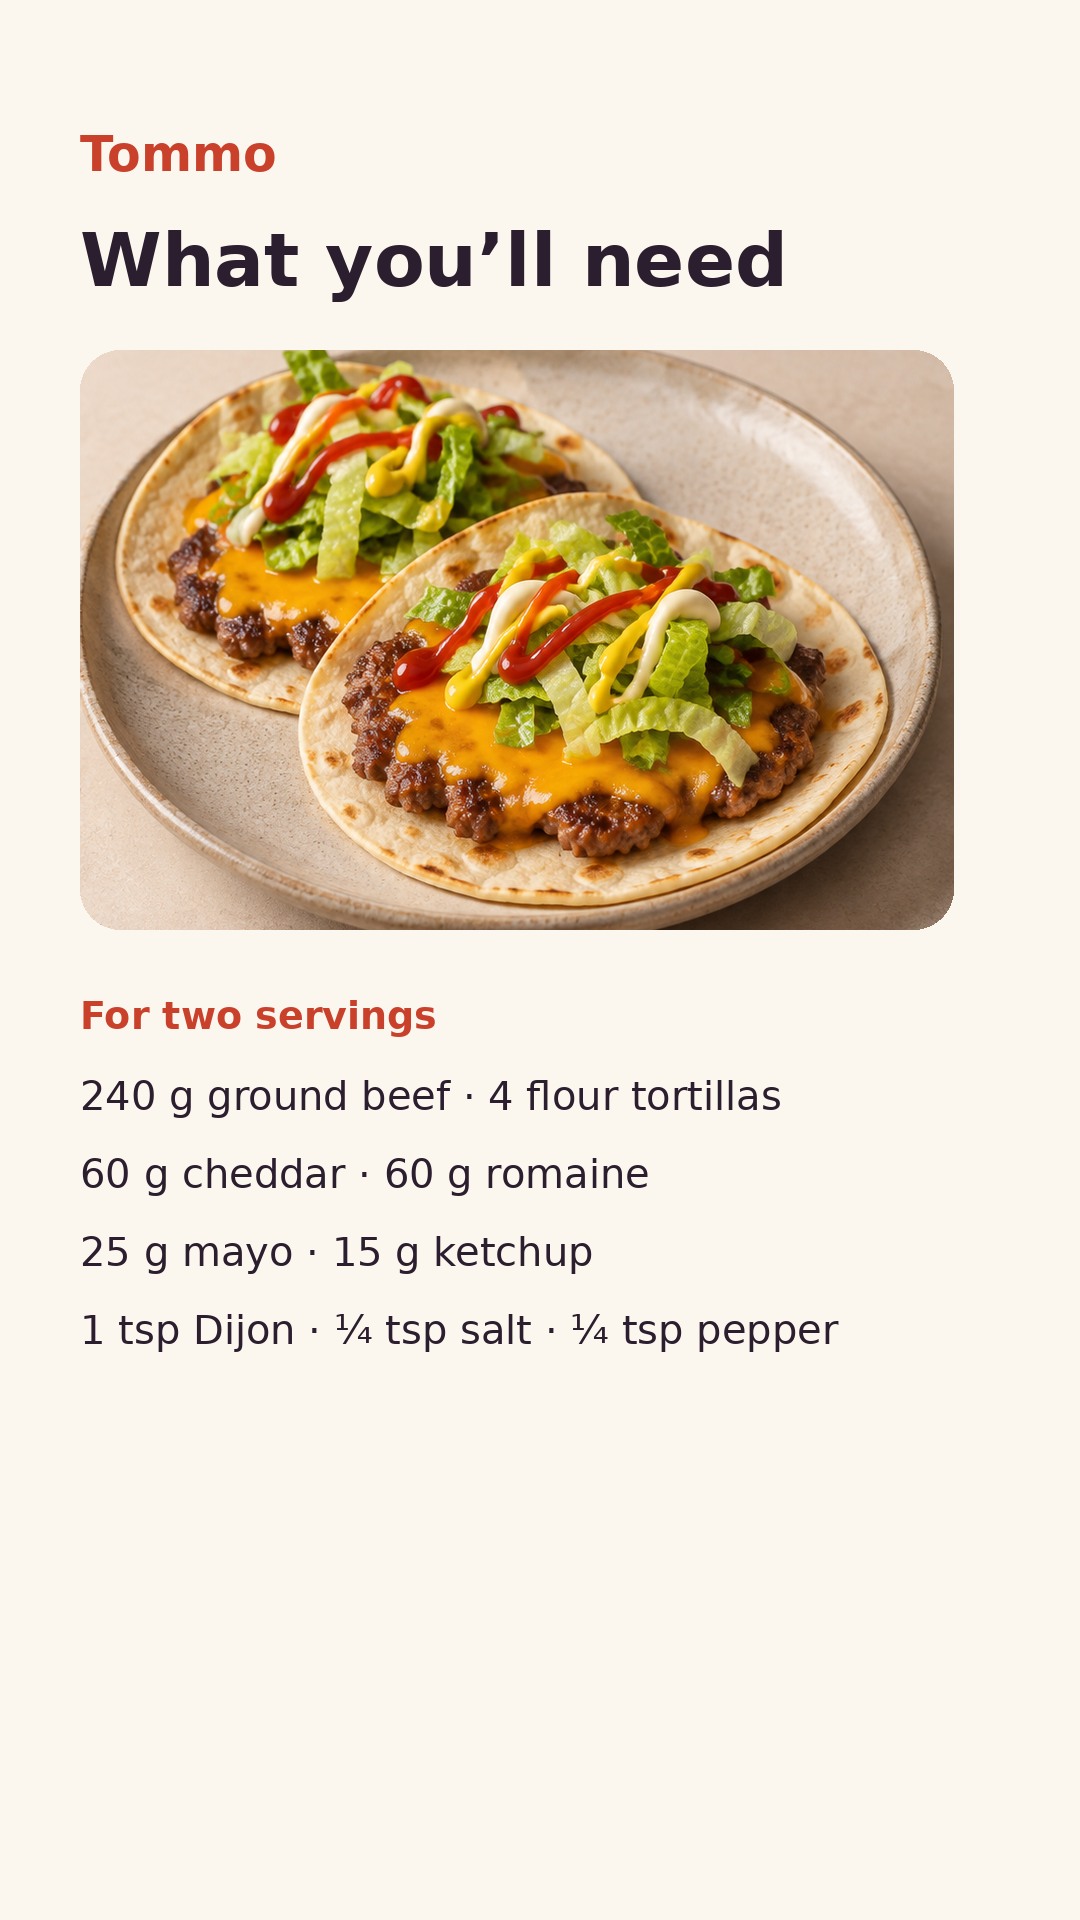 Tommo
What you’ll need
For two servings
240 g ground beef · 4 flour tortillas
60 g cheddar · 60 g romaine
25 g mayo · 15 g ketchup
1 tsp Dijon · ¼ tsp salt · ¼ tsp pepper